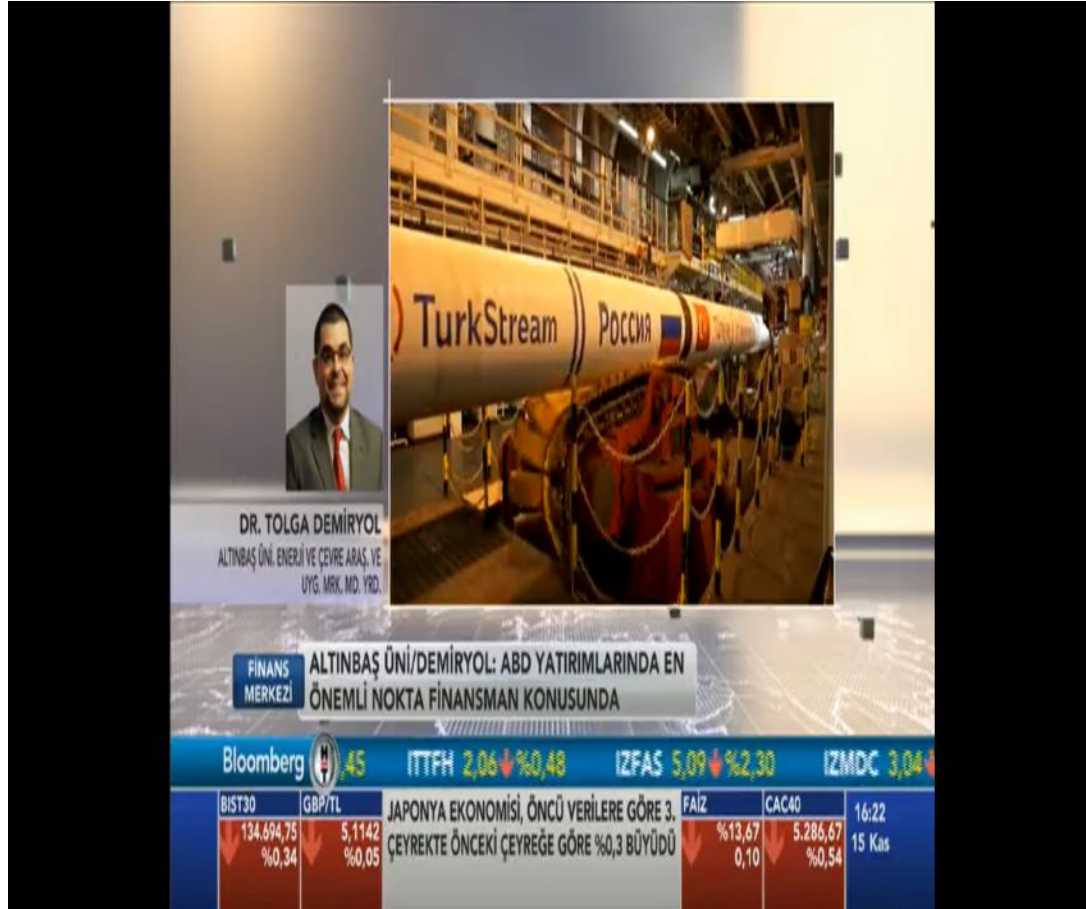 TurkStream
Россия
DR. TOLGA DEMİRYOL
ALTINBAŞ ÜNİ. ENERJİ VE ÇEVRE ARAŞ. VE
UYG. MRK. MD. YRD.
FİNANS
MERKEZİ
ALTINBAŞ ÜNİ/DEMİRYOL: ABD YATIRIMLARINDA EN
ÖNEMLİ NOKTA FİNANSMAN KONUSUNDA
Bloomberg HT ,45 ITTFH 2,06 %0,48 IZFAS 5,09 %2,30 IZMDC 3,04
BIST30
134.694,75
%0,34
GBP/TL
5,1142
%0,05
JAPONYA EKONOMİSİ, ÖNCÜ VERİLERE GÖRE 3.
ÇEYREKTE ÖNCEKİ ÇEYREĞE GÖRE %0,3 BÜYÜDÜ
FAİZ
%13,67
0,10
CAC40
5.286,67
%0,54
16:22
15 Kas